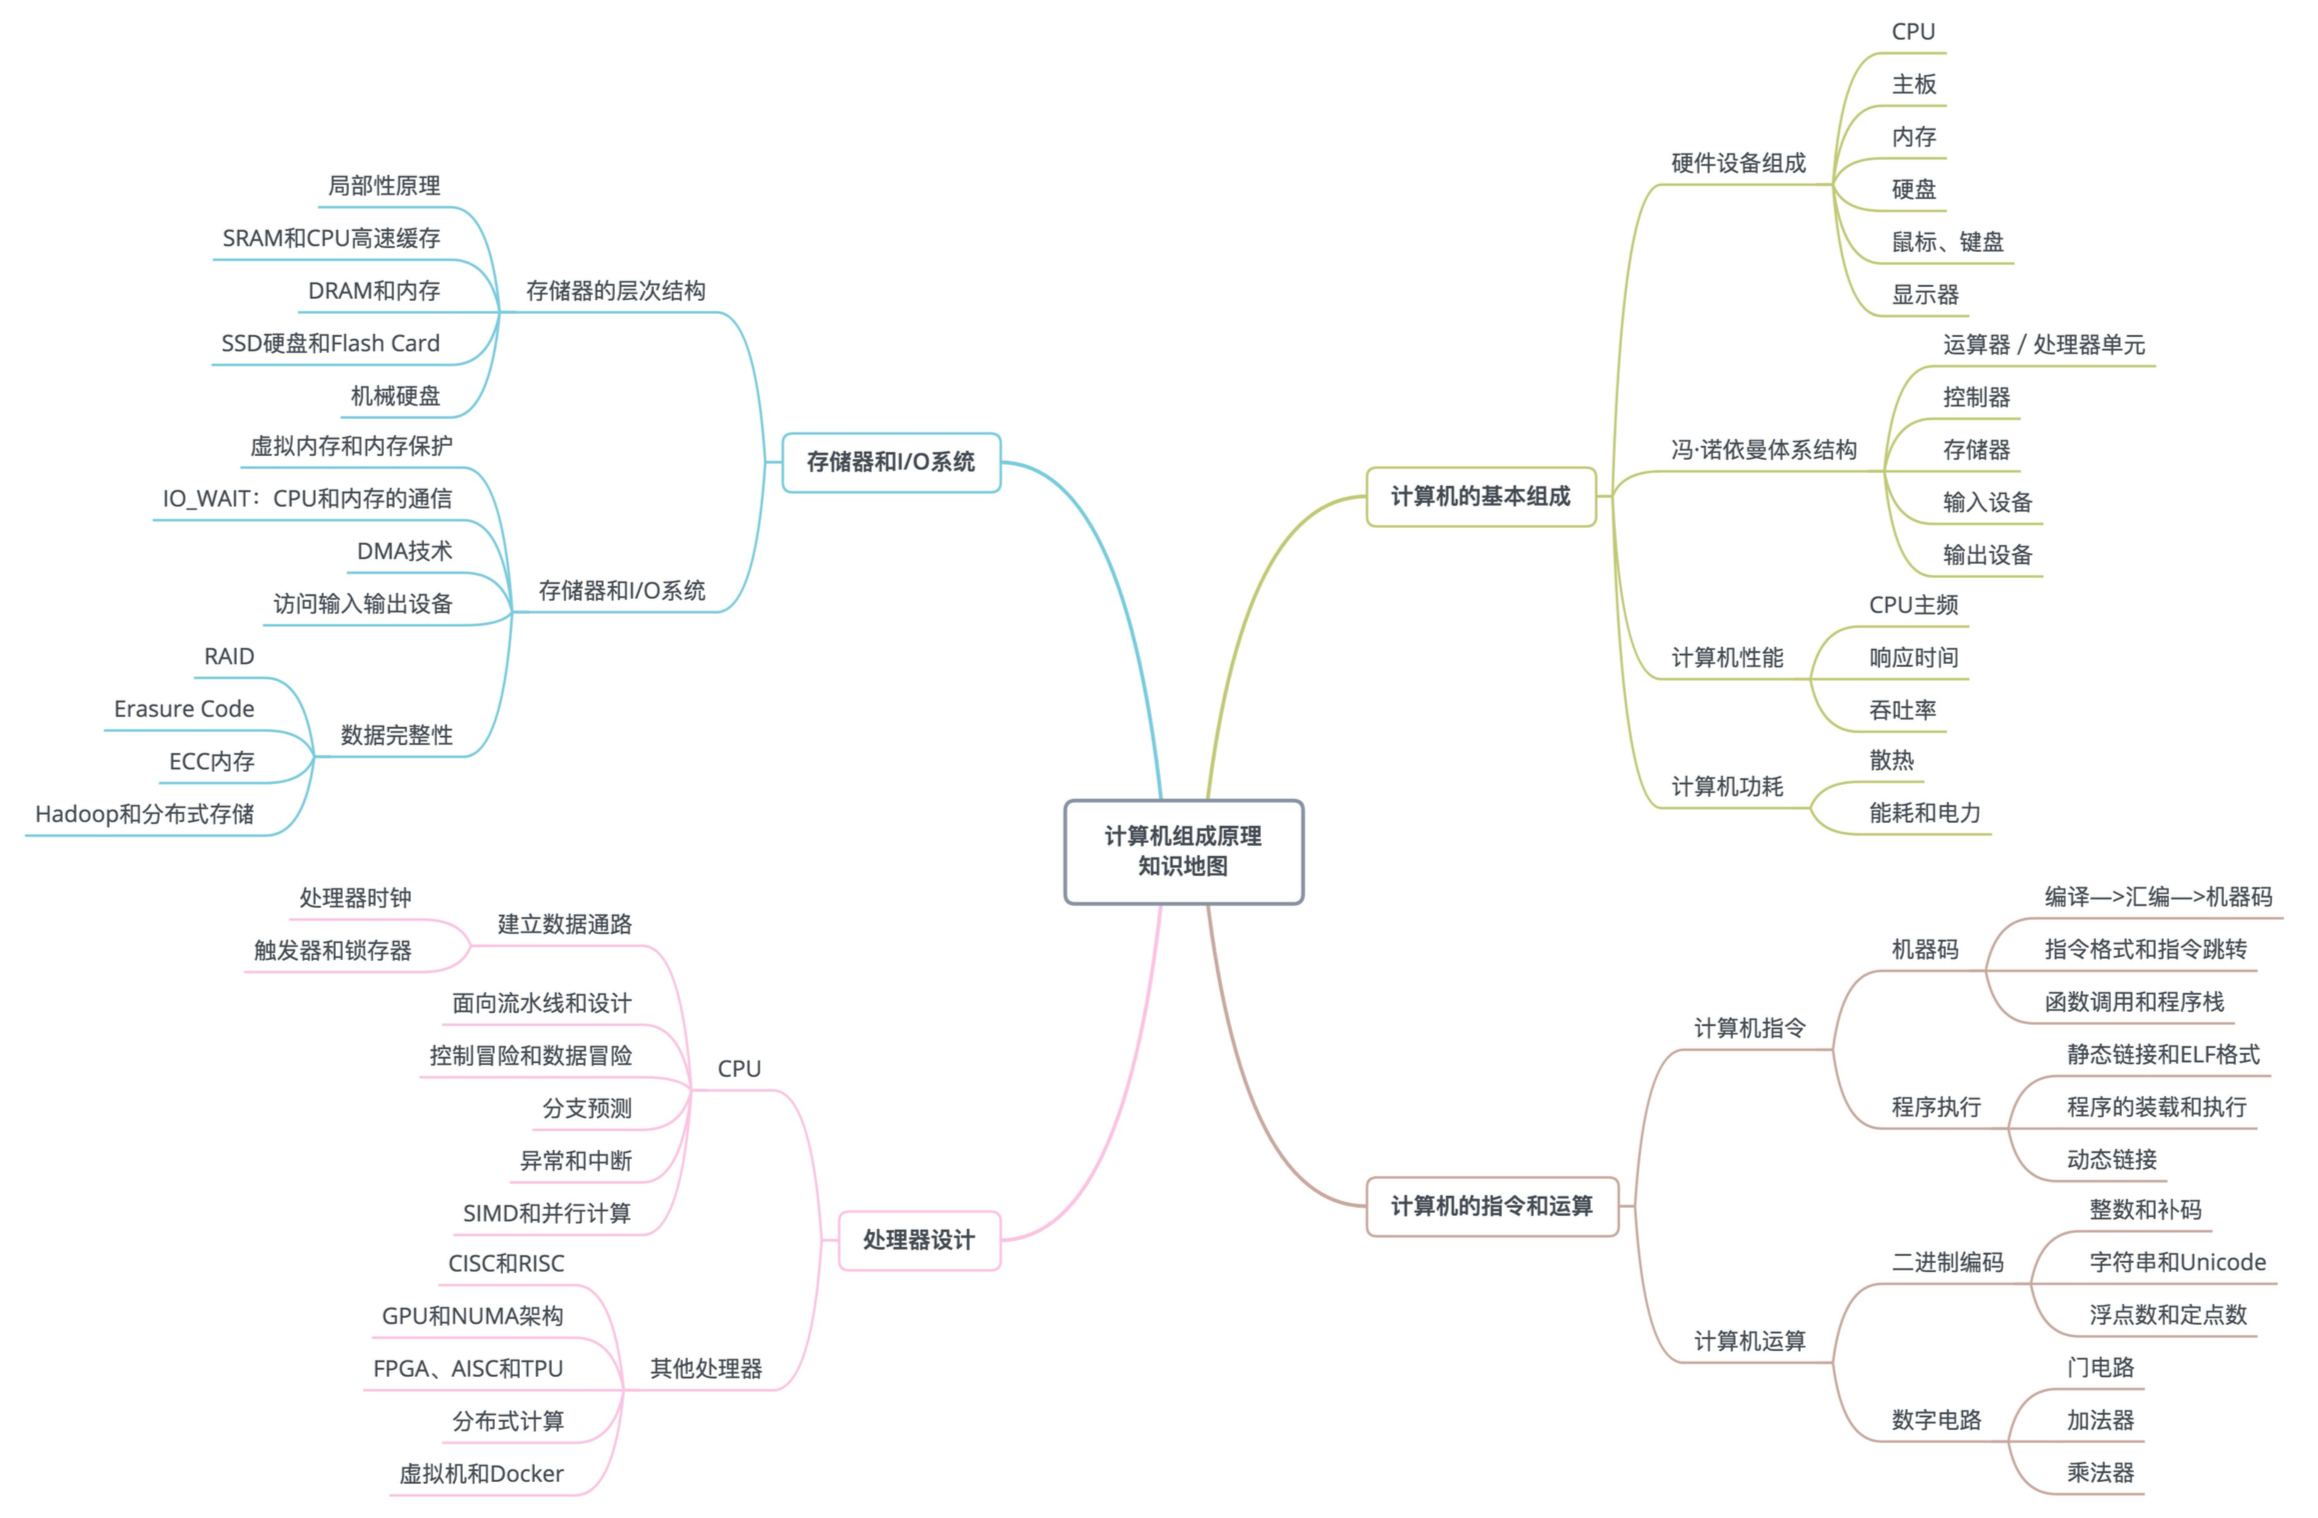 计算机组成原理
知识地图
计算机的基本组成
硬件设备组成
CPU
主板
内存
硬盘
鼠标、键盘
显示器
冯·诺依曼体系结构
运算器 / 处理器单元
控制器
存储器
输入设备
输出设备
计算机性能
CPU主频
响应时间
吞吐率
计算机功耗
散热
能耗和电力
计算机的指令和运算
计算机指令
机器码
编译—>汇编—>机器码
指令格式和指令跳转
函数调用和程序栈
程序执行
静态链接和ELF格式
程序的装载和执行
动态链接
计算机运算
二进制编码
整数和补码
字符串和Unicode
浮点数和定点数
数字电路
门电路
加法器
乘法器
存储器和I/O系统
存储器的层次结构
局部性原理
SRAM和CPU高速缓存
DRAM和内存
SSD硬盘和Flash Card
机械硬盘
存储器和I/O系统
虚拟内存和内存保护
IO_WAIT：CPU和内存的通信
DMA技术
访问输入输出设备
数据完整性
RAID
Erasure Code
ECC内存
Hadoop和分布式存储
处理器设计
CPU
建立数据通路
处理器时钟
触发器和锁存器
面向流水线和设计
控制冒险和数据冒险
分支预测
异常和中断
SIMD和并行计算
其他处理器
CISC和RISC
GPU和NUMA架构
FPGA、AISC和TPU
分布式计算
虚拟机和Docker